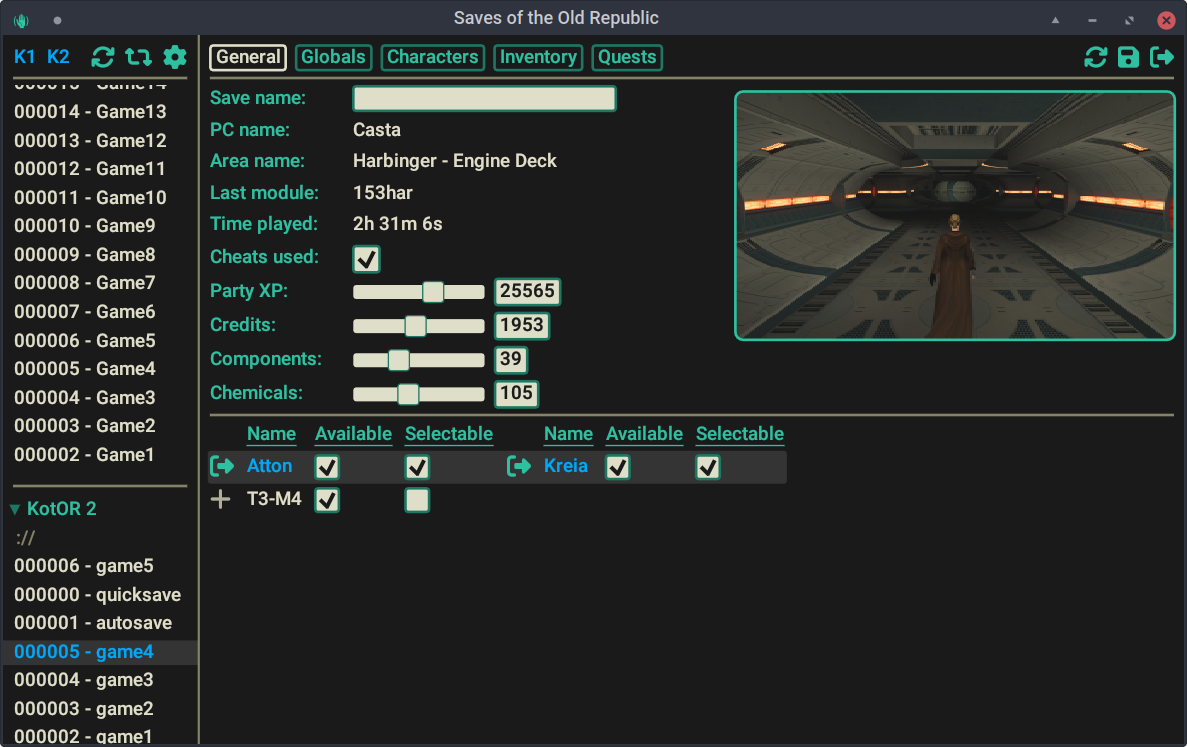 Saves of the Old Republic
K1 K2
General Globals Characters Inventory Quests
000014 - Game13
000013 - Game12
000012 - Game11
000011 - Game10
000010 - Game9
000009 - Game8
000008 - Game7
000007 - Game6
000006 - Game5
000005 - Game4
000004 - Game3
000003 - Game2
000002 - Game1
KotOR 2
://
000006 - game5
000000 - quicksave
000001 - autosave
000005 - game4
000004 - game3
000003 - game2
000002 - game1
Save name:
PC name: Casta
Area name: Harbinger - Engine Deck
Last module: 153har
Time played: 2h 31m 6s
Cheats used:
Party XP: 25565
Credits: 1953
Components: 39
Chemicals: 105
Name Available Selectable Name Available Selectable
Atton Kreia
T3-M4